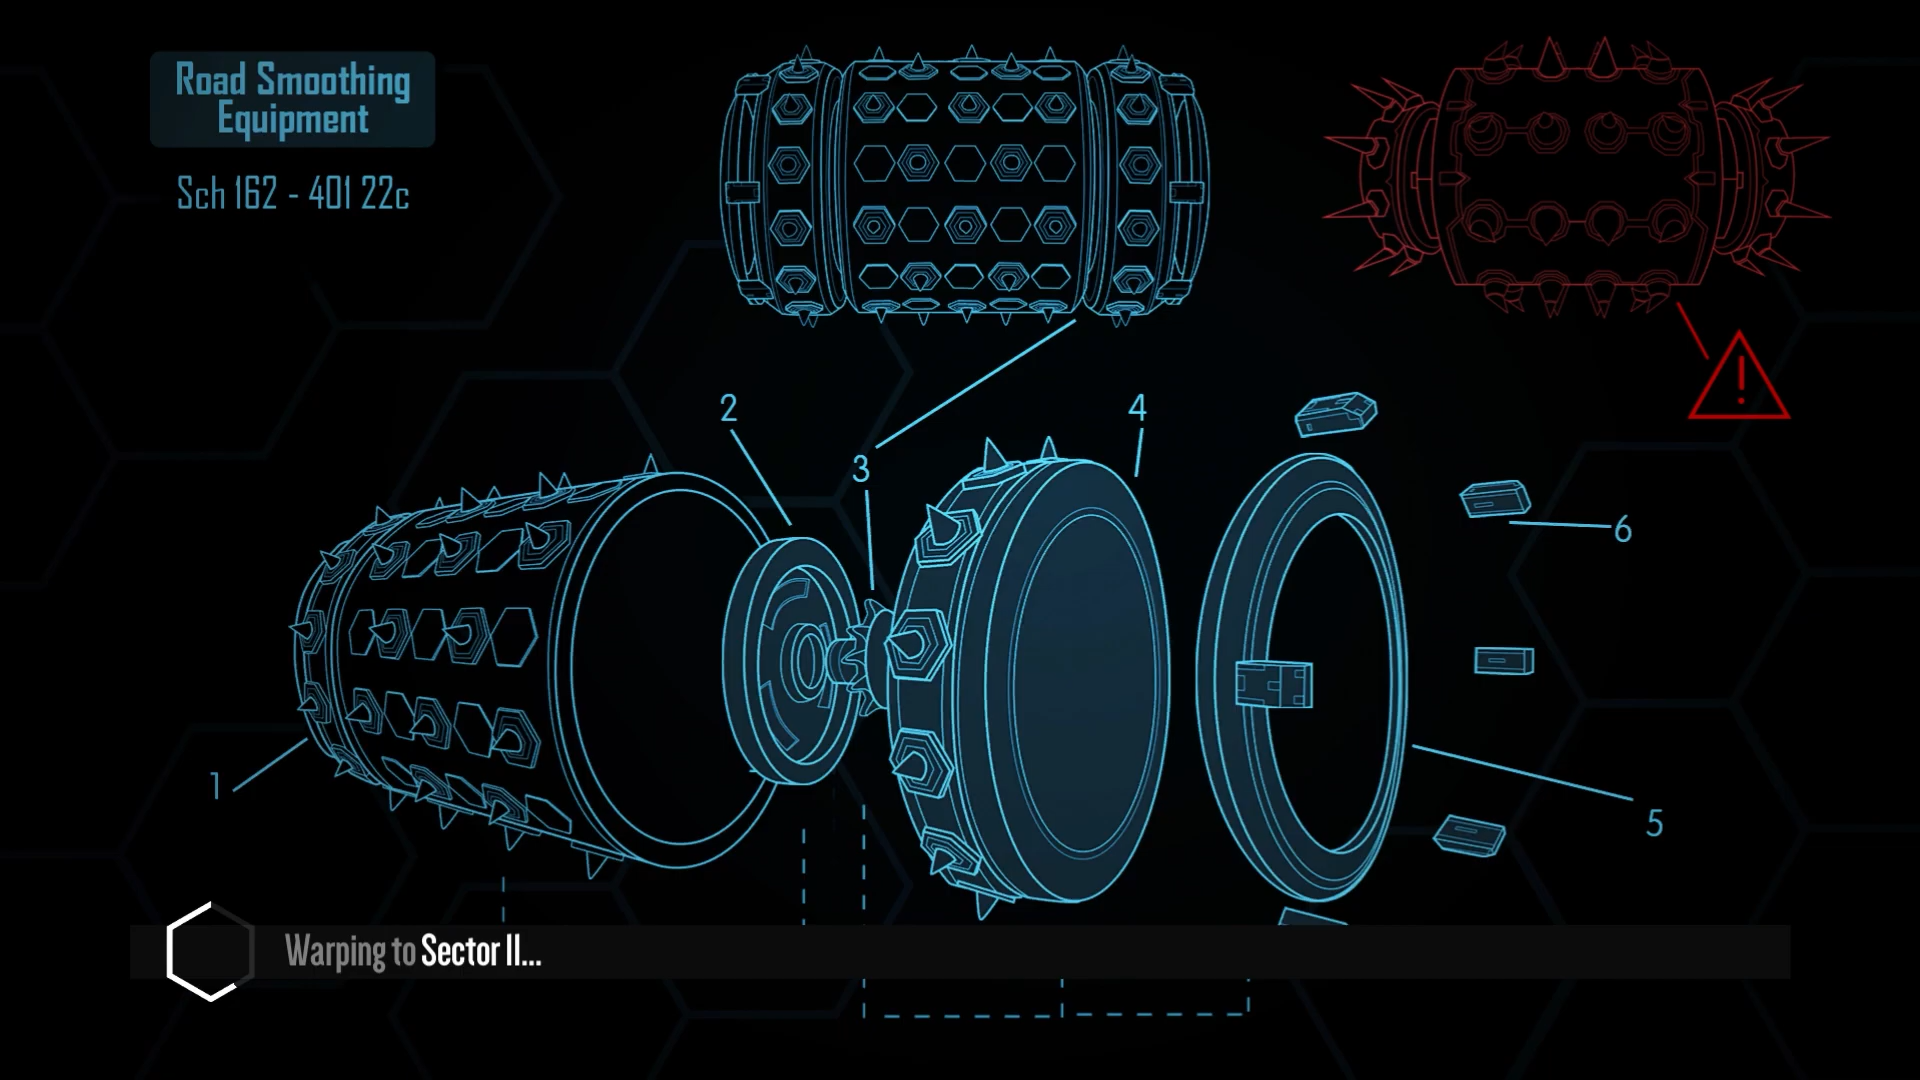 Road Smoothing
Equipment
Sch 162 - 401 22c
2
4
3
6
1
5
!
Warping to Sector II...